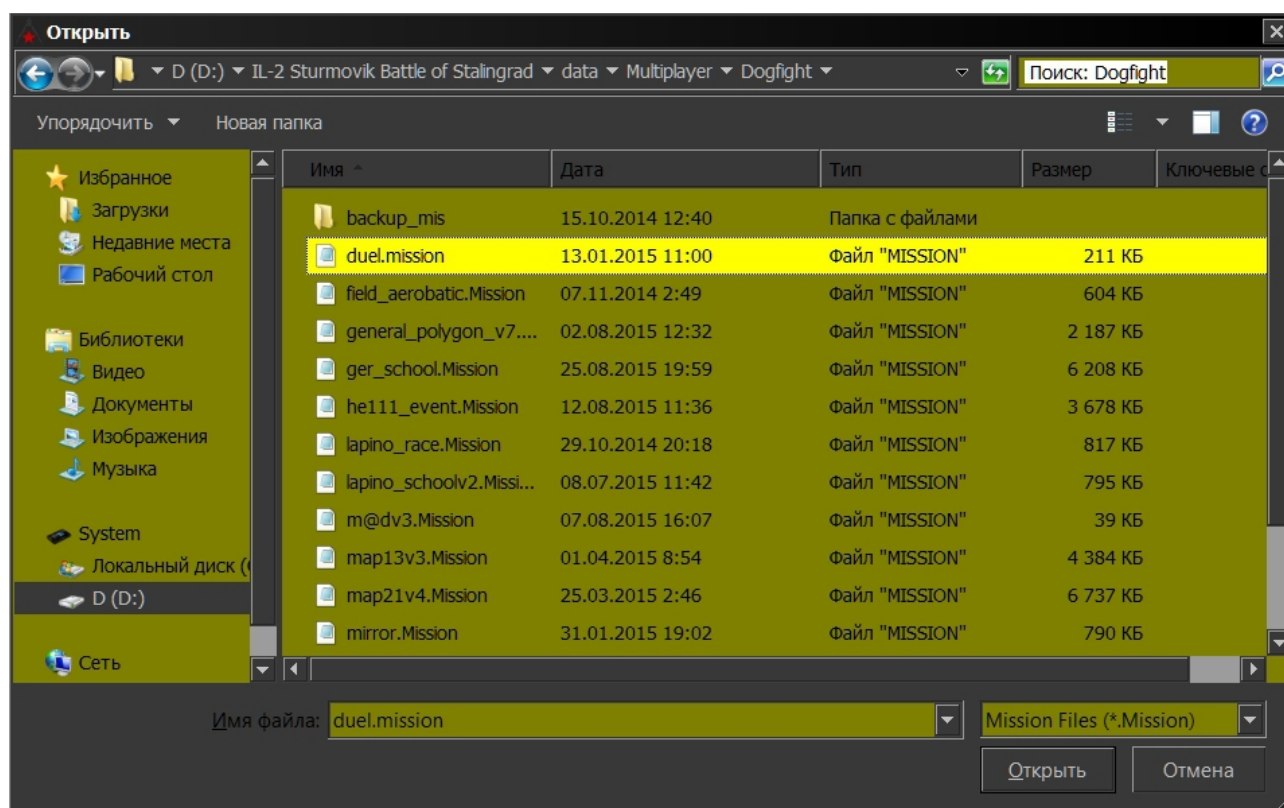 Открыть
D (D:) IL-2 Sturmovik Battle of Stalingrad data Multiplayer Dogfight Поиск: Dogfight
Упорядочить Новая папка
Избранное
Загрузки
Недавние места
Рабочий стол
Библиотеки
Видео
Документы
Изображения
Музыка
System
Локальный диск (
D (D:)
Сеть
Имя Дата Тип Размер Ключевые с
backup_mis 15.10.2014 12:40 Папка с файлами
duel.mission 13.01.2015 11:00 Файл "MISSION" 211 КБ
field_aerobatic.Mission 07.11.2014 2:49 Файл "MISSION" 604 КБ
general_polygon_v7.... 02.08.2015 12:32 Файл "MISSION" 2 187 КБ
ger_school.Mission 25.08.2015 19:59 Файл "MISSION" 6 208 КБ
he111_event.Mission 12.08.2015 11:36 Файл "MISSION" 3 678 КБ
lapino_race.Mission 29.10.2014 20:18 Файл "MISSION" 817 КБ
lapino_schoolv2.Missi... 08.07.2015 11:42 Файл "MISSION" 795 КБ
m@dv3.Mission 07.08.2015 16:07 Файл "MISSION" 39 КБ
map13v3.Mission 01.04.2015 8:54 Файл "MISSION" 4 384 КБ
map21v4.Mission 25.03.2015 2:46 Файл "MISSION" 6 737 КБ
mirror.Mission 31.01.2015 19:02 Файл "MISSION" 790 КБ
Имя файла: duel.mission Mission Files (*.Mission)
Открыть Отмена